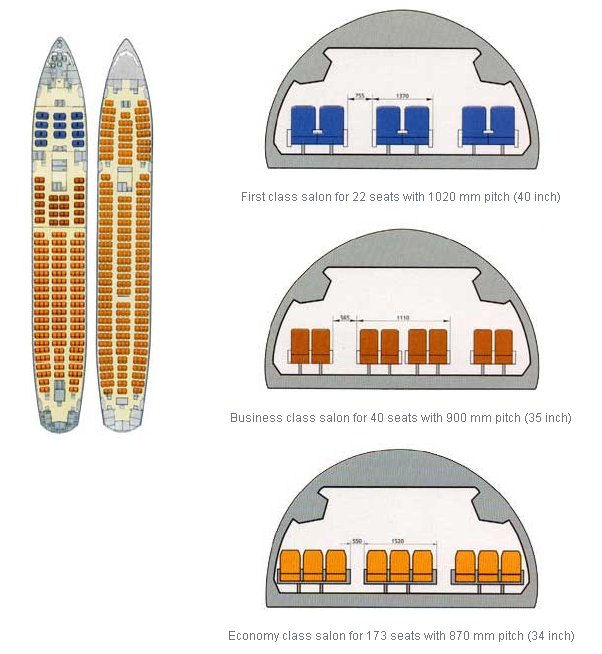 755 1370
First class salon for 22 seats with 1020 mm pitch (40 inch)
565 1110
Business class salon for 40 seats with 900 mm pitch (35 inch)
550 1520
Economy class salon for 173 seats with 870 mm pitch (34 inch)